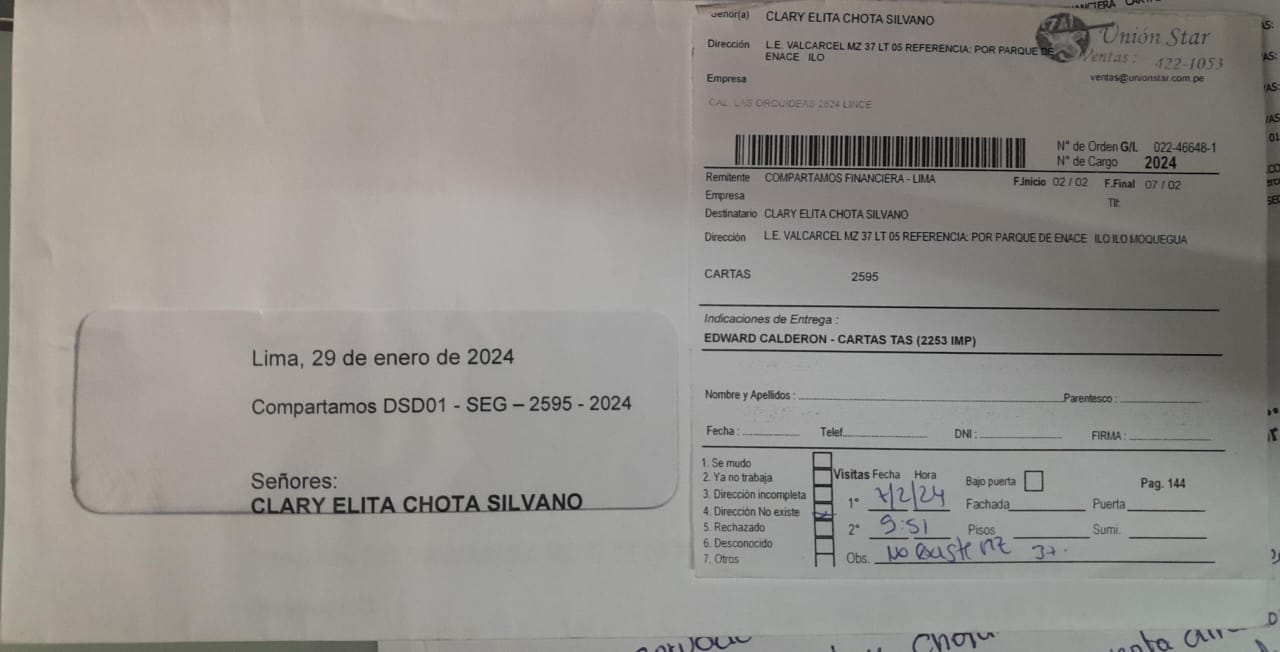 Lima, 29 de enero de 2024
Compartamos DSD01 - SEG – 2595 - 2024
Señores:
CLARY ELITA CHOTA SILVANO
Señor(a) CLARY ELITA CHOTA SILVANO
Dirección L.E. VALCARCEL MZ 37 LT 05 REFERENCIA: POR PARQUE DE
ENACE ILO
Empresa
CAL. LAS ORQUIDEAS 2624 LINCE
Unión Star
Ventas : 422-1053
ventas@unionstar.com.pe
N° de Orden G/I. 022-46648-1
N° de Cargo 2024
Remitente COMPARTAMOS FINANCIERA - LIMA F.Inicio 02 / 02 F.Final 07 / 02
Empresa Tlf:
Destinatario CLARY ELITA CHOTA SILVANO
Dirección L.E. VALCARCEL MZ 37 LT 05 REFERENCIA: POR PARQUE DE ENACE ILO ILO MOQUEGUA
CARTAS 2595
Indicaciones de Entrega :
EDWARD CALDERON - CARTAS TAS (2253 IMP)
Nombre y Apellidos : Parentesco :
Fecha : Telef. DNI : FIRMA :
1. Se mudo
2. Ya no trabaja
3. Dirección incompleta
4. Dirección No existe
5. Rechazado
6. Desconocido
7. Otros
Visitas Fecha Hora Bajo puerta Pag. 144
1° 7/2/24 Fachada Puerta
2° 9:51 Pisos Sumi.
Obs. No existe MZ 37.
Chota